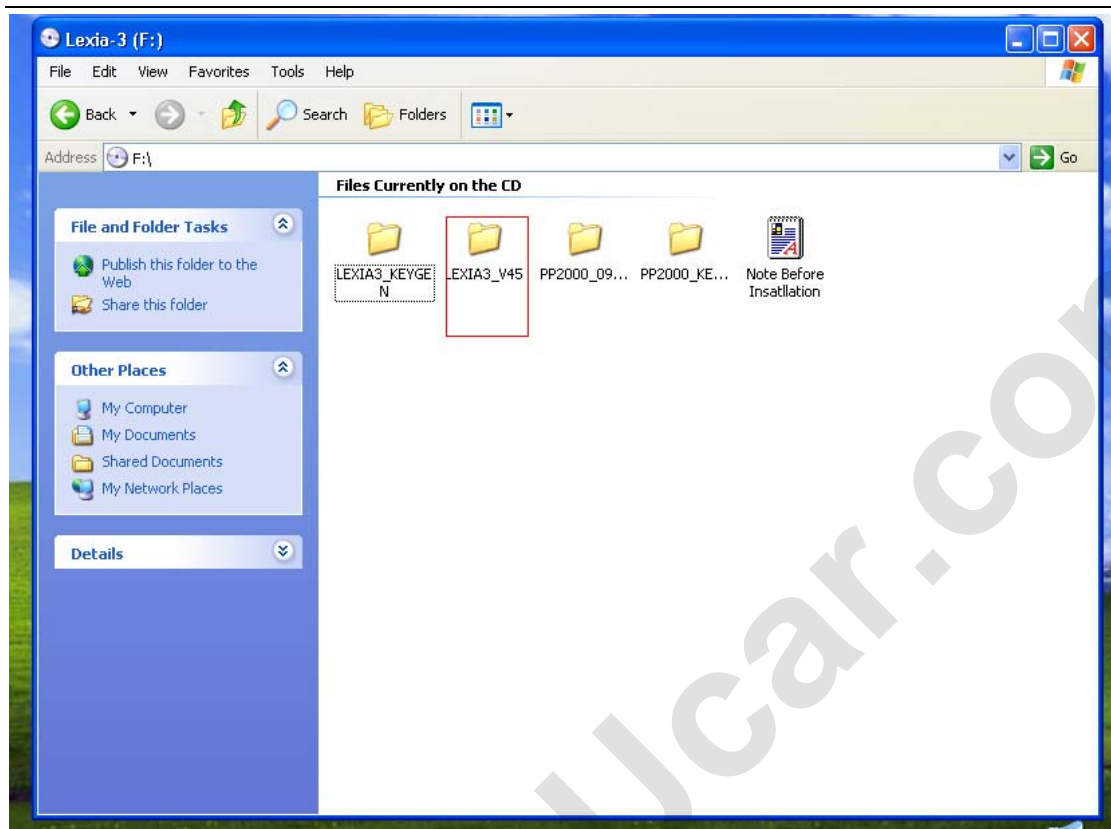 Lexia-3 (F:)
File Edit View Favorites Tools Help
Back Search Folders
Address F:\ Go
Files Currently on the CD
File and Folder Tasks
Publish this folder to the
Web
Share this folder
Other Places
My Computer
My Documents
Shared Documents
My Network Places
Details
LEXIA3_KEYGE
N
LEXIA3_V45
PP2000_09...
PP2000_KE...
Note Before
Insatllation
ucar.co